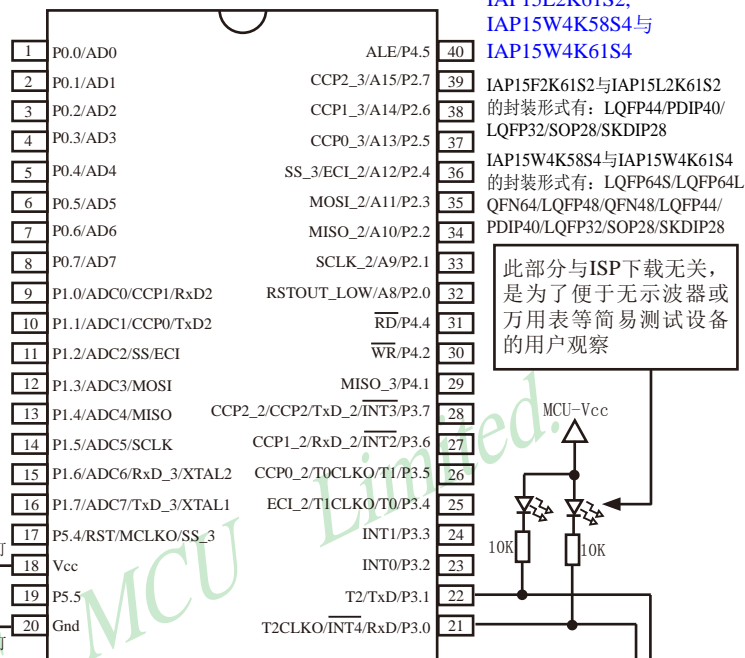 IAP15L2K61S2,
IAP15W4K58S4与
IAP15W4K61S4
IAP15F2K61S2与IAP15L2K61S2
的封装形式有：LQFP44/PDIP40/
LQFP32/SOP28/SKDIP28
IAP15W4K58S4与IAP15W4K61S4
的封装形式有：LQFP64S/LQFP64L
QFN64/LQFP48/QFN48/LQFP44/
PDIP40/LQFP32/SOP28/SKDIP28
此部分与ISP下载无关，
是为了便于无示波器或
万用表等简易测试设备
的用户观察
1 P0.0/AD0 ALE/P4.5 40
2 P0.1/AD1 CCP2_3/A15/P2.7 39
3 P0.2/AD2 CCP1_3/A14/P2.6 38
4 P0.3/AD3 CCP0_3/A13/P2.5 37
5 P0.4/AD4 SS_3/ECI_2/A12/P2.4 36
6 P0.5/AD5 MOSI_2/A11/P2.3 35
7 P0.6/AD6 MISO_2/A10/P2.2 34
8 P0.7/AD7 SCLK_2/A9/P2.1 33
9 P1.0/ADC0/CCP1/RxD2 RSTOUT_LOW/A8/P2.0 32
10 P1.1/ADC1/CCP0/TxD2 RD/P4.4 31
11 P1.2/ADC2/SS/ECI WR/P4.2 30
12 P1.3/ADC3/MOSI MISO_3/P4.1 29
13 P1.4/ADC4/MISO CCP2_2/CCP2/TxD_2/INT3/P3.7 28
14 P1.5/ADC5/SCLK CCP1_2/RxD_2/INT2/P3.6 27
15 P1.6/ADC6/RxD_3/XTAL2 CCP0_2/T0CLKO/T1/P3.5 26
16 P1.7/ADC7/TxD_3/XTAL1 ECI_2/T1CLKO/T0/P3.4 25
17 P5.4/RST/MCLKO/SS_3 INT1/P3.3 24
18 Vcc INT0/P3.2 23
19 P5.5 T2/TxD/P3.1 22
20 Gnd T2CLKO/INT4/RxD/P3.0 21
MCU-Vcc
10K
10K
MCU Limited.